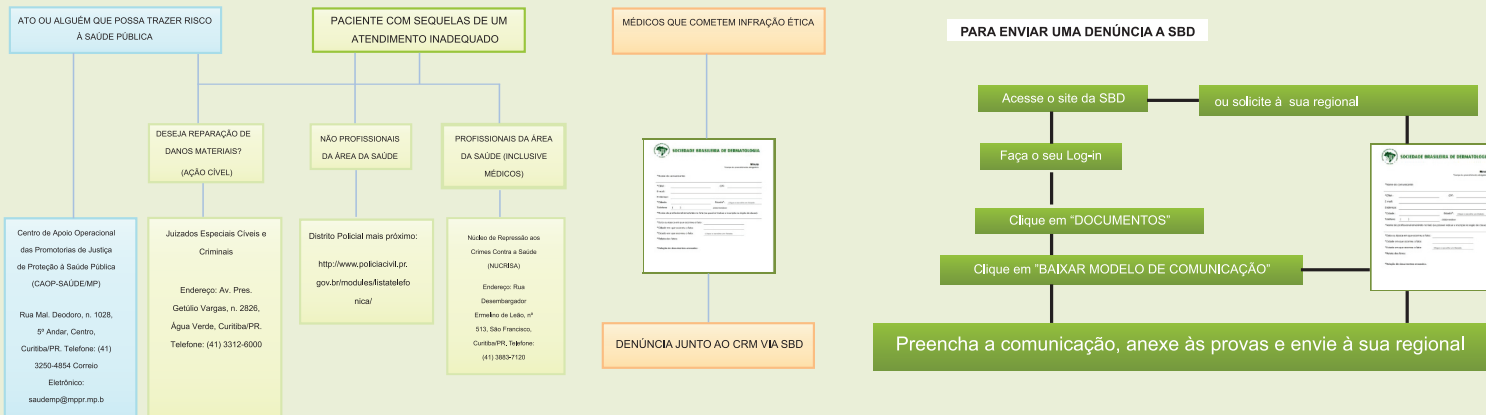 ATO OU ALGUÉM QUE POSSA TRAZER RISCO
À SAÚDE PÚBLICA
PACIENTE COM SEQUELAS DE UM
ATENDIMENTO INADEQUADO
MÉDICOS QUE COMETEM INFRAÇÃO ÉTICA
DESEJA REPARAÇÃO DE
DANOS MATERIAIS?
(AÇÃO CÍVEL)
NÃO PROFISSIONAIS
DA ÁREA DA SAÚDE
PROFISSIONAIS DA ÁREA
DA SAÚDE (INCLUSIVE
MÉDICOS)
Centro de Apoio Operacional
das Promotorias de Justiça
de Proteção à Saúde Pública
(CAOP-SAÚDE/MP)
Rua Mal. Deodoro, n. 1028,
5º Andar, Centro,
Curitiba/PR. Telefone: (41)
3250-4854 Correio
Eletrônico:
saudemp@mppr.mp.b
Juizados Especiais Cíveis e
Criminais
Endereço: Av. Pres.
Getúlio Vargas, n. 2826,
Água Verde, Curitiba/PR.
Telefone: (41) 3312-6000
Distrito Policial mais próximo:
http://www.policiacivil.pr.
gov.br/modules/listatelefo
nica/
Núcleo de Repressão aos
Crimes Contra a Saúde
(NUCRISA)
Endereço: Rua
Desembargador
Ermelino de Leão, nº
513, São Francisco,
Curitiba/PR, Telefone:
(41) 3883-7120
SOCIEDADE BRASILEIRA DE DERMATOLOGIA
DENÚNCIA JUNTO AO CRM VIA SBD
PARA ENVIAR UMA DENÚNCIA A SBD
Acesse o site da SBD
ou solicite à sua regional
Faça o seu Log-in
Clique em “DOCUMENTOS”
Clique em "BAIXAR MODELO DE COMUNICAÇÃO”
SOCIEDADE BRASILEIRA DE DERMATOLOGIA
Preencha a comunicação, anexe às provas e envie à sua regional